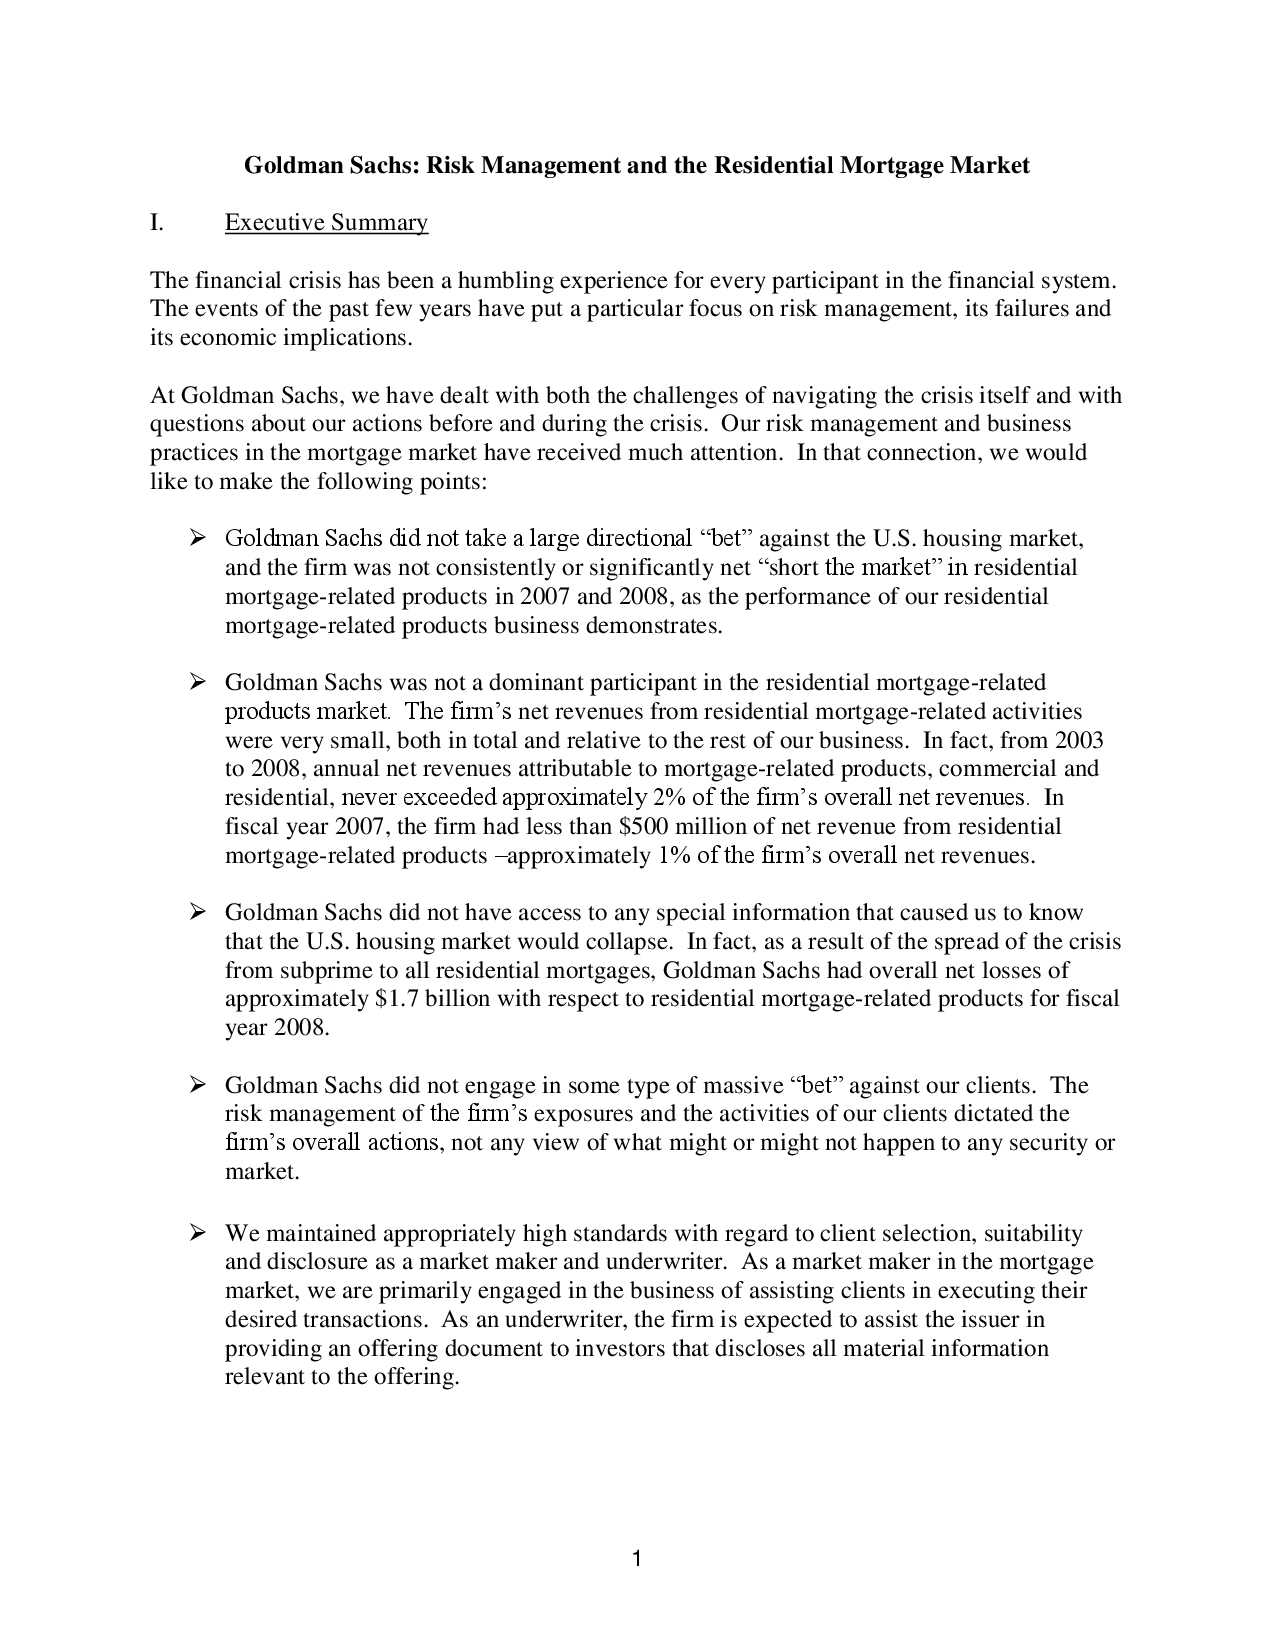 Goldman Sachs: Risk Management and the Residential Mortgage Market
I. Executive Summary
The financial crisis has been a humbling experience for every participant in the financial system.
The events of the past few years have put a particular focus on risk management, its failures and
its economic implications.
At Goldman Sachs, we have dealt with both the challenges of navigating the crisis itself and with
questions about our actions before and during the crisis.  Our risk management and business
practices in the mortgage market have received much attention.  In that connection, we would
like to make the following points:
➢ Goldman Sachs did not take a large directional “bet” against the U.S. housing market,
and the firm was not consistently or significantly net “short the market” in residential
mortgage-related products in 2007 and 2008, as the performance of our residential
mortgage-related products business demonstrates.
➢ Goldman Sachs was not a dominant participant in the residential mortgage-related
products market.  The firm’s net revenues from residential mortgage-related activities
were very small, both in total and relative to the rest of our business.  In fact, from 2003
to 2008, annual net revenues attributable to mortgage-related products, commercial and
residential, never exceeded approximately 2% of the firm’s overall net revenues.  In
fiscal year 2007, the firm had less than $500 million of net revenue from residential
mortgage-related products –approximately 1% of the firm’s overall net revenues.
➢ Goldman Sachs did not have access to any special information that caused us to know
that the U.S. housing market would collapse.  In fact, as a result of the spread of the crisis
from subprime to all residential mortgages, Goldman Sachs had overall net losses of
approximately $1.7 billion with respect to residential mortgage-related products for fiscal
year 2008.
➢ Goldman Sachs did not engage in some type of massive “bet” against our clients.  The
risk management of the firm’s exposures and the activities of our clients dictated the
firm’s overall actions, not any view of what might or might not happen to any security or
market.
➢ We maintained appropriately high standards with regard to client selection, suitability
and disclosure as a market maker and underwriter.  As a market maker in the mortgage
market, we are primarily engaged in the business of assisting clients in executing their
desired transactions.  As an underwriter, the firm is expected to assist the issuer in
providing an offering document to investors that discloses all material information
relevant to the offering.
1